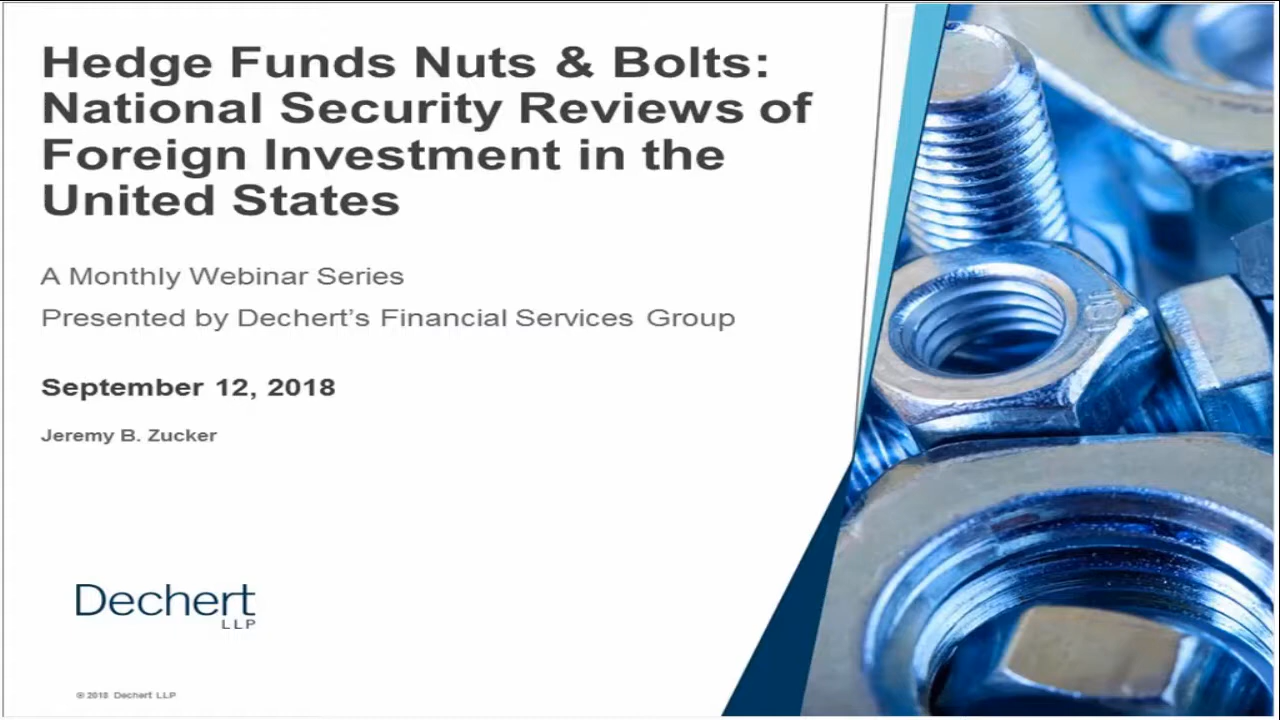 Hedge Funds Nuts & Bolts:
National Security Reviews of
Foreign Investment in the
United States
A Monthly Webinar Series
Presented by Dechert's Financial Services Group
September 12, 2018
Jeremy B. Zucker
Dechert
LLP
© 2018 Dechert LLP